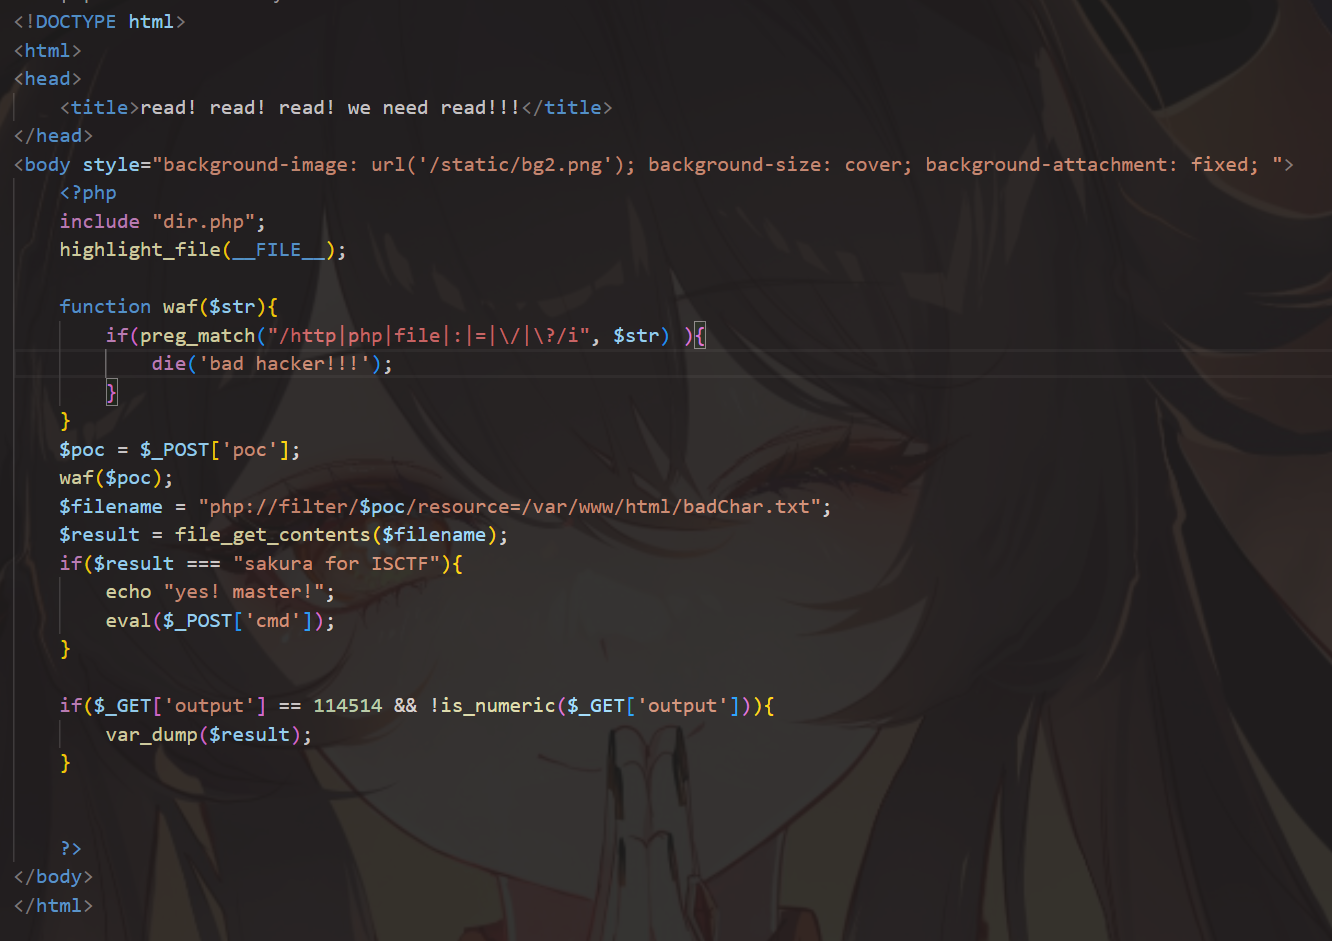 <!DOCTYPE html>
<html>
<head>
    <title>read! read! read! we need read!!!</title>
</head>
<body style="background-image: url('/static/bg2.png'); background-size: cover; background-attachment: fixed; ">
    <?php
    include "dir.php";
    highlight_file(__FILE__);

    function waf($str){
        if(preg_match("/http|php|file|:|=|\/|\?/i", $str) ){
            die('bad hacker!!!');
        }
    }
    $poc = $_POST['poc'];
    waf($poc);
    $filename = "php://filter/$poc/resource=/var/www/html/badChar.txt";
    $result = file_get_contents($filename);
    if($result === "sakura for ISCTF"){
        echo "yes! master!";
        eval($_POST['cmd']);
    }

    if($_GET['output'] == 114514 && !is_numeric($_GET['output'])){
        var_dump($result);
    }


    ?>
</body>
</html>